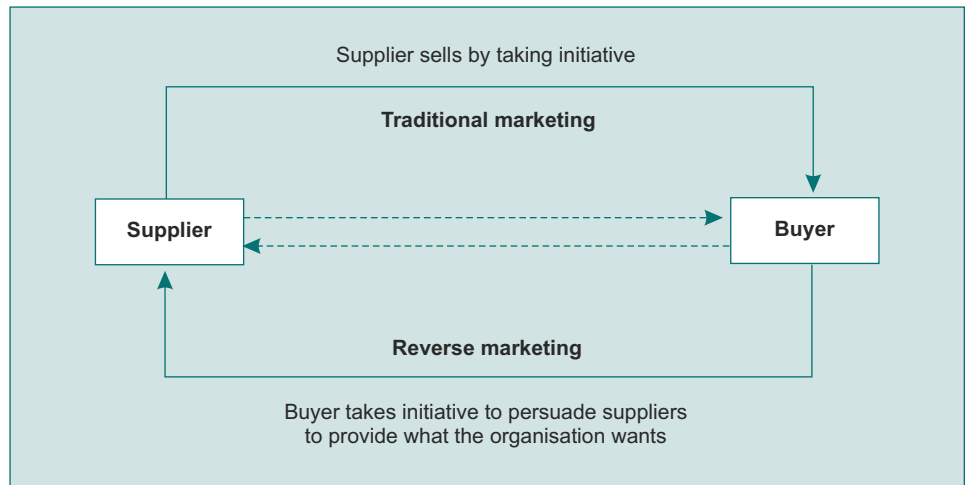 Supplier sells by taking initiative
Traditional marketing
Supplier
Buyer
Reverse marketing
Buyer takes initiative to persuade suppliers
to provide what the organisation wants